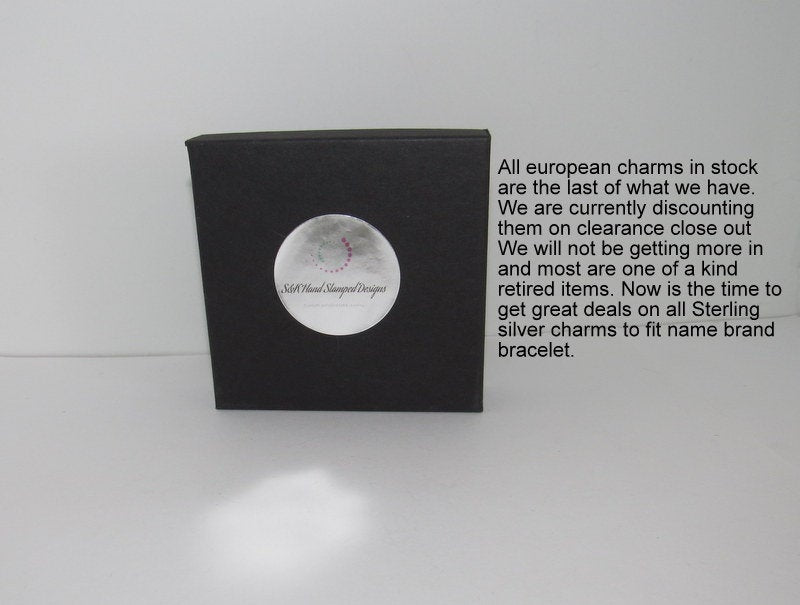 S&K Hand Stamped Designs
All european charms in stock
are the last of what we have.
We are currently discounting
them on clearance close out
We will not be getting more in
and most are one of a kind
retired items. Now is the time to
get great deals on all Sterling
silver charms to fit name brand
bracelet.